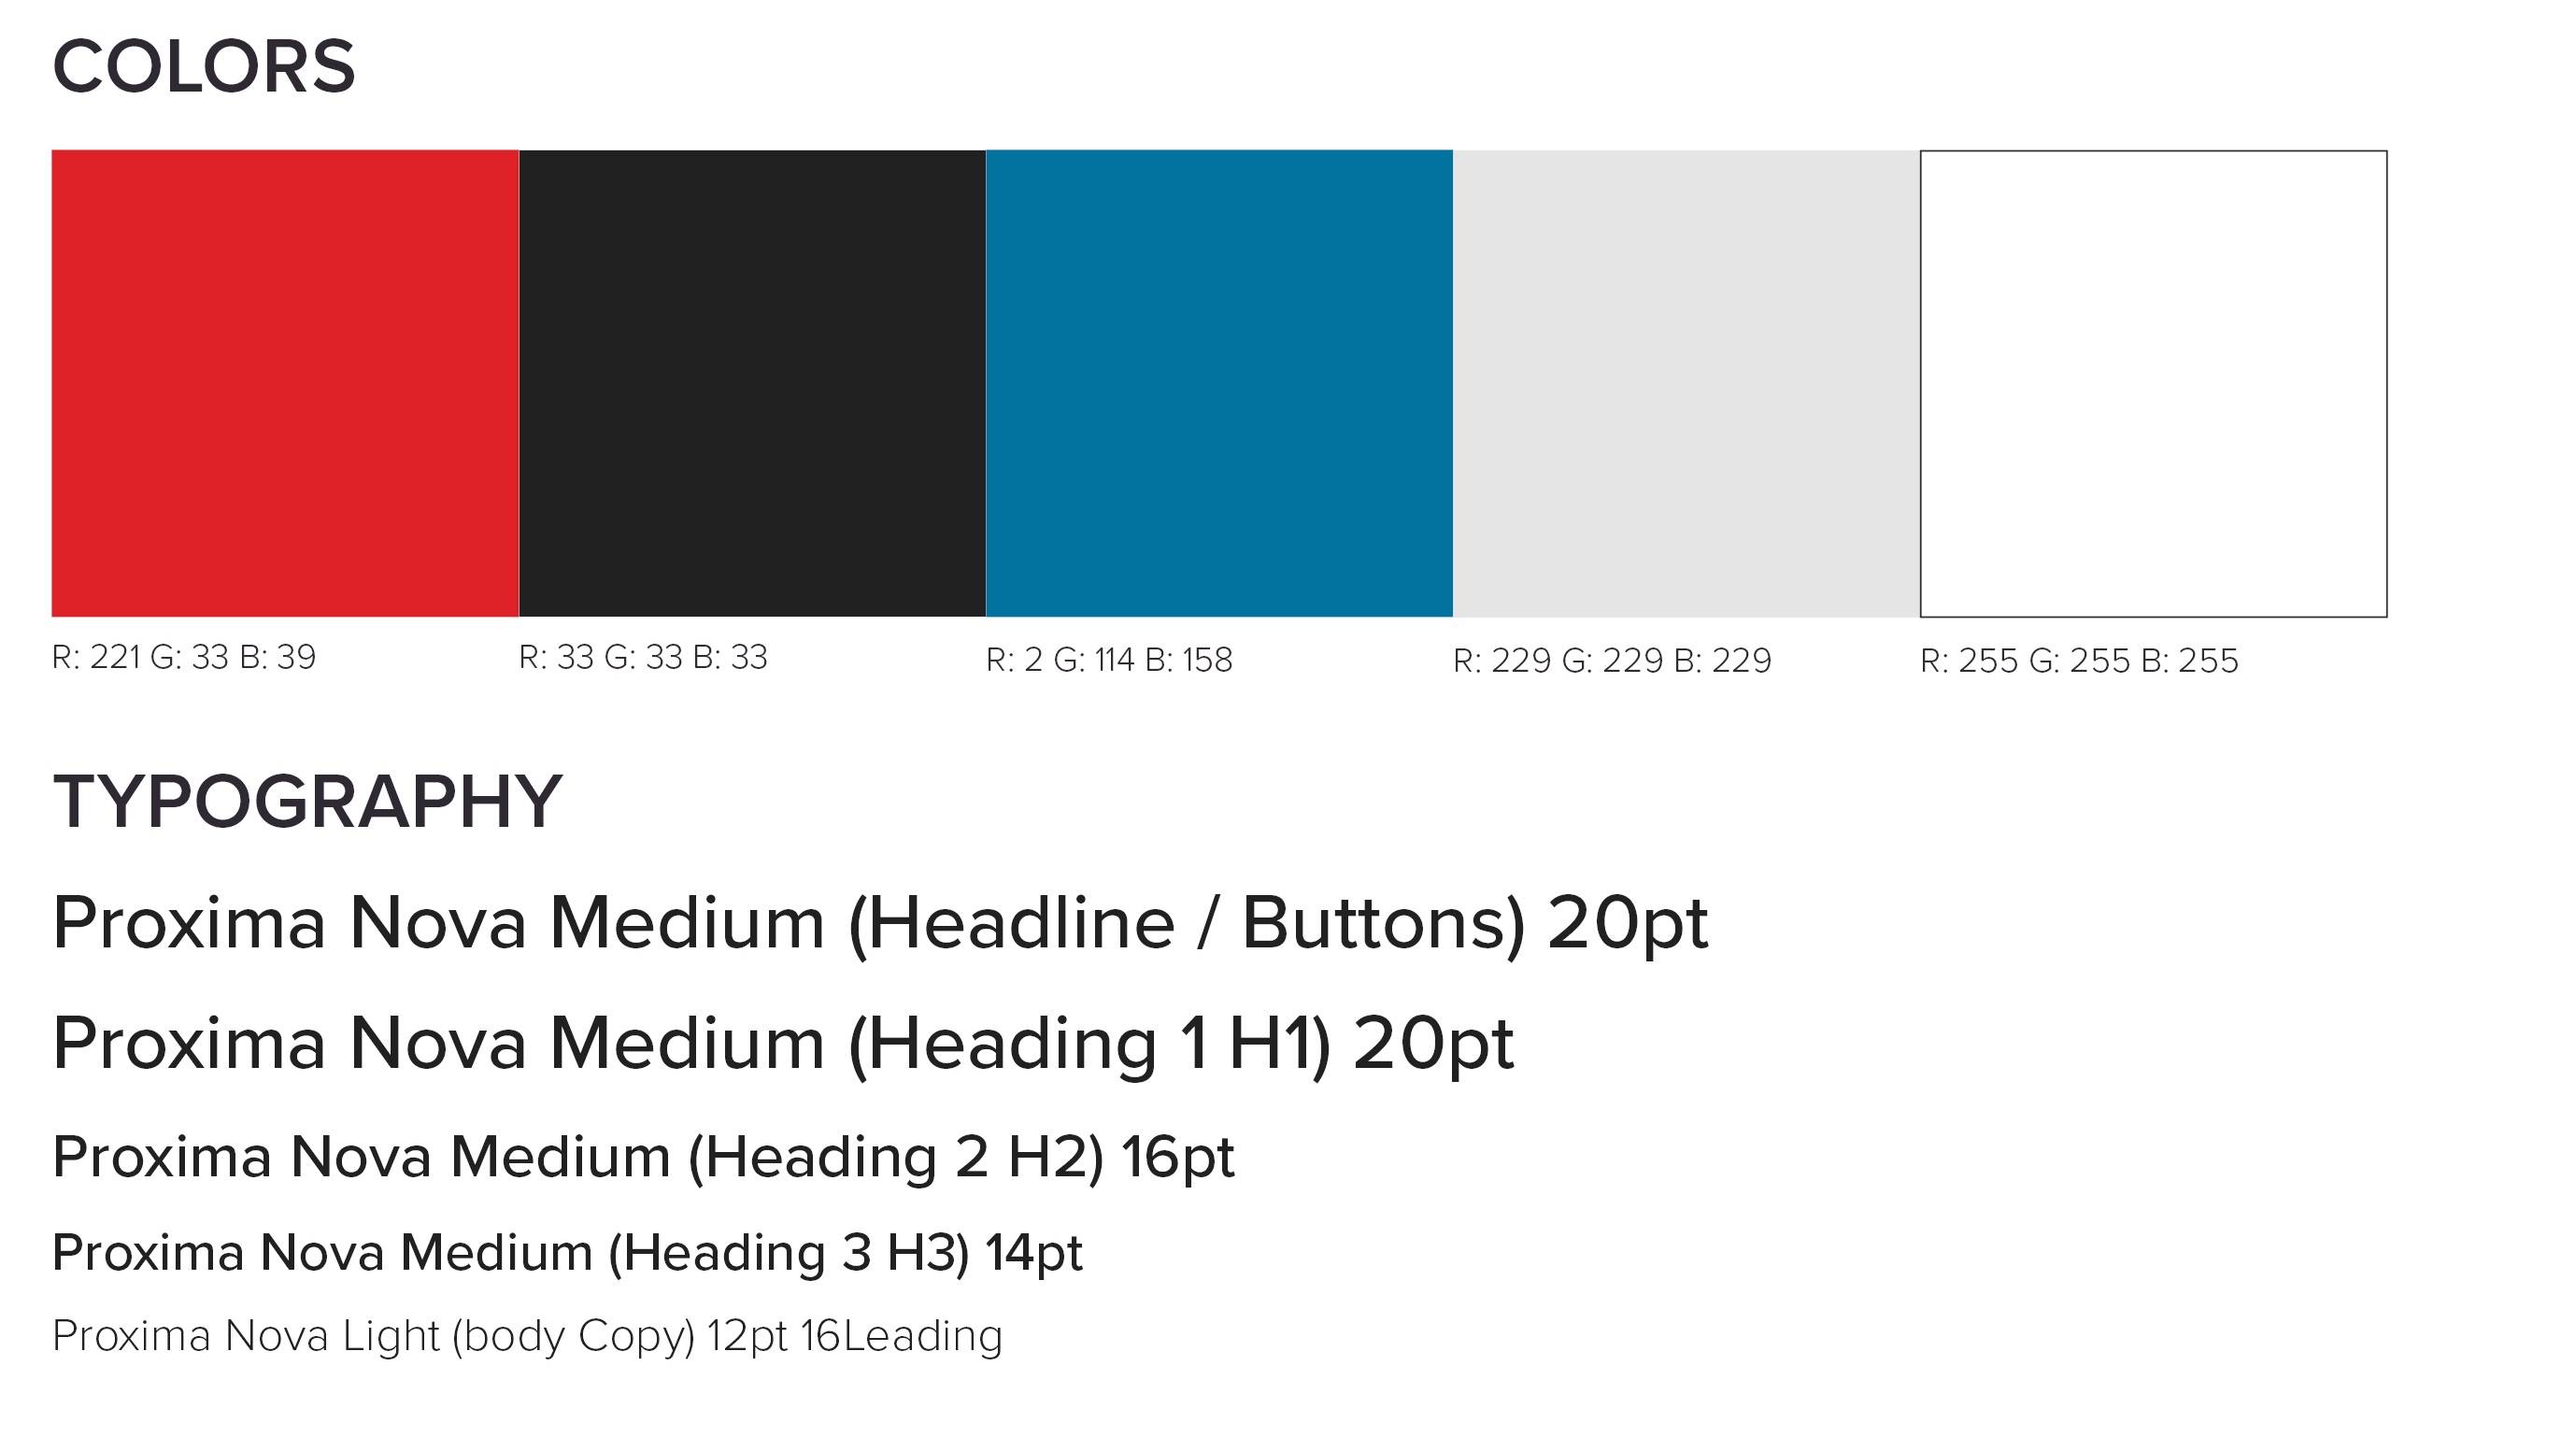 COLORS
R: 221 G: 33 B: 39
R: 33 G: 33 B: 33
R: 2 G: 114 B: 158
R: 229 G: 229 B: 229
R: 255 G: 255 B: 255
TYPOGRAPHY
Proxima Nova Medium (Headline / Buttons) 20pt
Proxima Nova Medium (Heading 1 H1) 20pt
Proxima Nova Medium (Heading 2 H2) 16pt
Proxima Nova Medium (Heading 3 H3) 14pt
Proxima Nova Light (body Copy) 12pt 16Leading